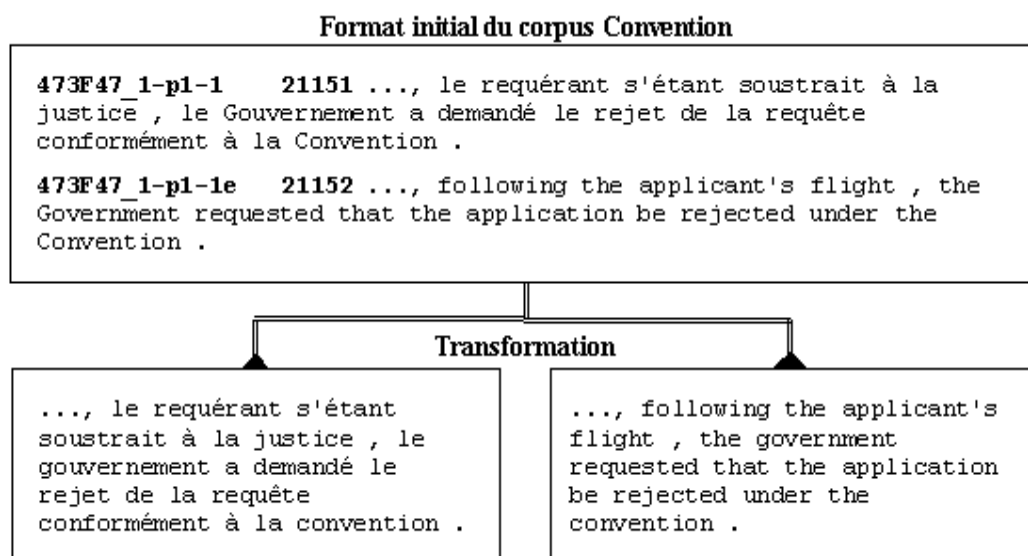 Format initial du corpus Convention
473F47_1-p1-1 21151 ..., le requérant s'étant soustrait à la
justice , le Gouvernement a demandé le rejet de la requête
conformément à la Convention .
473F47_1-p1-1e 21152 ..., following the applicant's flight , the
Government requested that the application be rejected under the
Convention .
Transformation
..., le requérant s'étant
soustrait à la justice , le
gouvernement a demandé le
rejet de la requête
conformément à la convention .
..., following the applicant's
flight , the government
requested that the application
be rejected under the
convention .